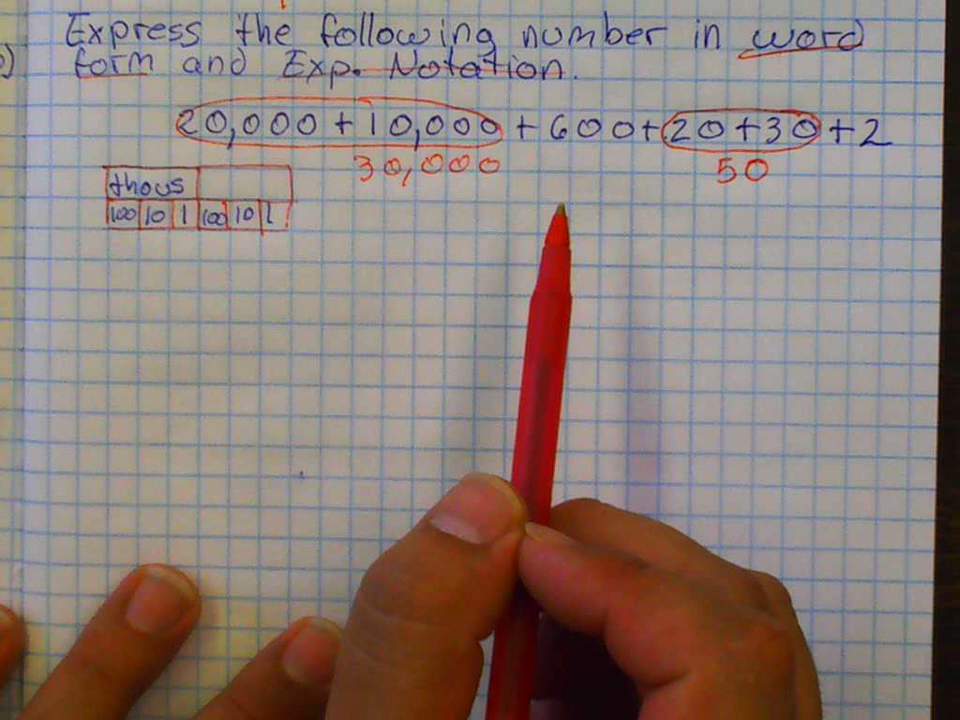 Express the following number in word
form and Exp. Notation.
20,000 + 10,000 + 600 + 20 + 30 + 2
30,000 50
thous
100 10 1 100 10 1